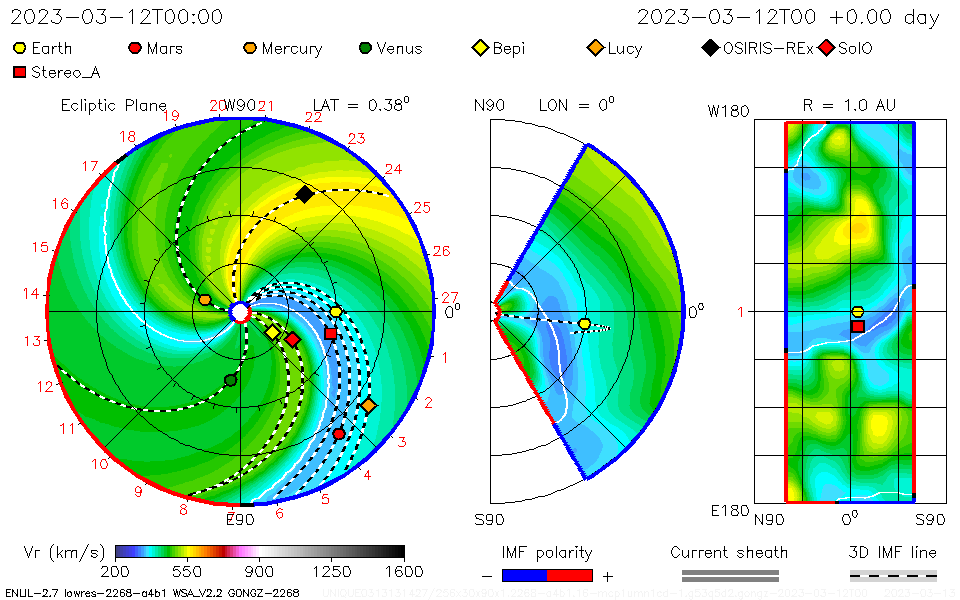 2023-03-12T00:00
2023-03-12T00 +0.00 day
Earth Mars Mercury Venus Bepi Lucy OSIRIS-REx SolO
Stereo_A
Ecliptic Plane W90 LAT = 0.38° N90 LON = 0° W180 R = 1.0 AU
17 18 19 20 21 22 23 24 25 26 27
16 15 14 13 12 11 10 9 8 7 6 5 4 3 2 1
0° 0° 1
E90 S90 E180
N90 0° S90
Vr (km/s)
200 550 900 1250 1600
IMF polarity
- +
Current sheath
3D IMF line
ENLIL-2.7 lowres-2268-a4b1 WSA_V2.2 GONGZ-2268